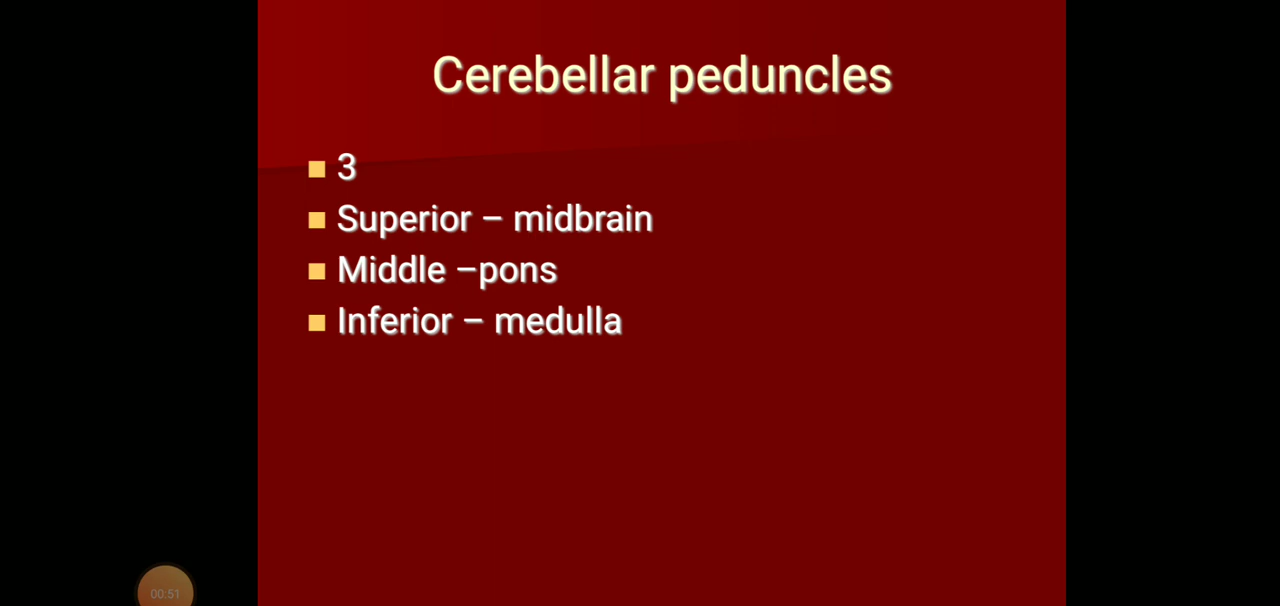 Cerebellar peduncles
3
Superior – midbrain
Middle –pons
Inferior – medulla
00:51